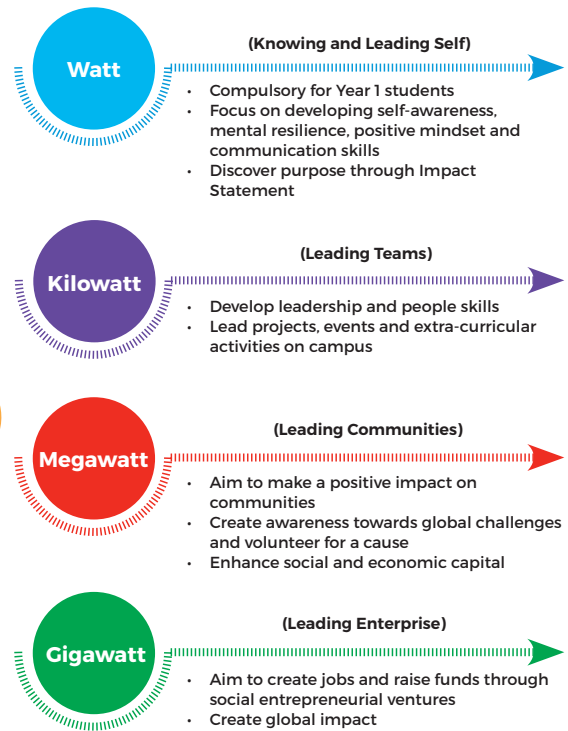 Watt
(Knowing and Leading Self)
• Compulsory for Year 1 students
• Focus on developing self-awareness,
mental resilience, positive mindset and
communication skills
• Discover purpose through Impact
Statement
Kilowatt
(Leading Teams)
• Develop leadership and people skills
• Lead projects, events and extra-curricular
activities on campus
Megawatt
(Leading Communities)
• Aim to make a positive impact on
communities
• Create awareness towards global challenges
and volunteer for a cause
• Enhance social and economic capital
Gigawatt
(Leading Enterprise)
• Aim to create jobs and raise funds through
social entrepreneurial ventures
• Create global impact